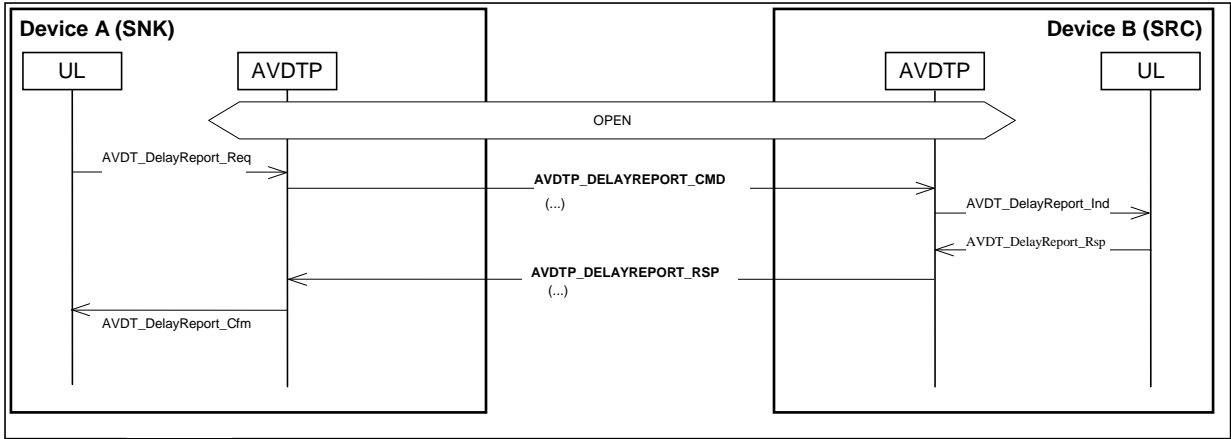 Device A (SNK)
Device B (SRC)
UL
AVDTP
AVDTP
UL
OPEN
AVDT_DelayReport_Req
AVDTP_DELAYREPORT_CMD
(...)
AVDT_DelayReport_Ind
AVDT_DelayReport_Rsp
AVDTP_DELAYREPORT_RSP
(...)
AVDT_DelayReport_Cfm